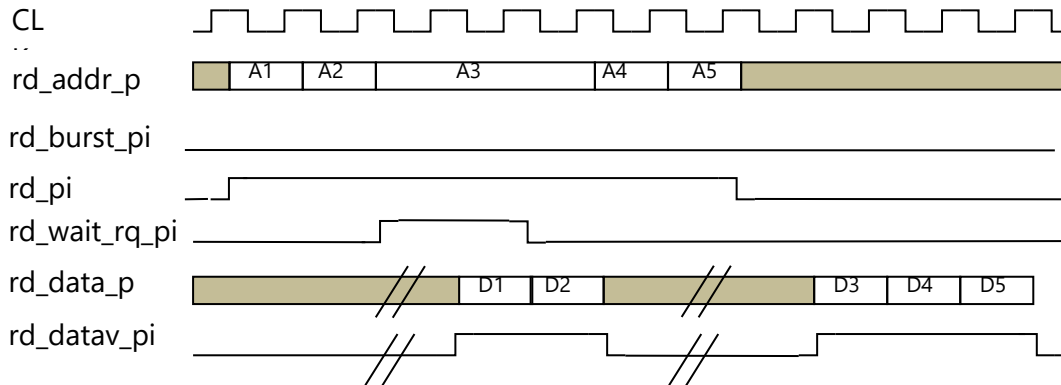 CL
rd_addr_p A1 A2 A3 A4 A5
rd_burst_pi
rd_pi
rd_wait_rq_pi
rd_data_p D1 D2 D3 D4 D5
rd_datav_pi